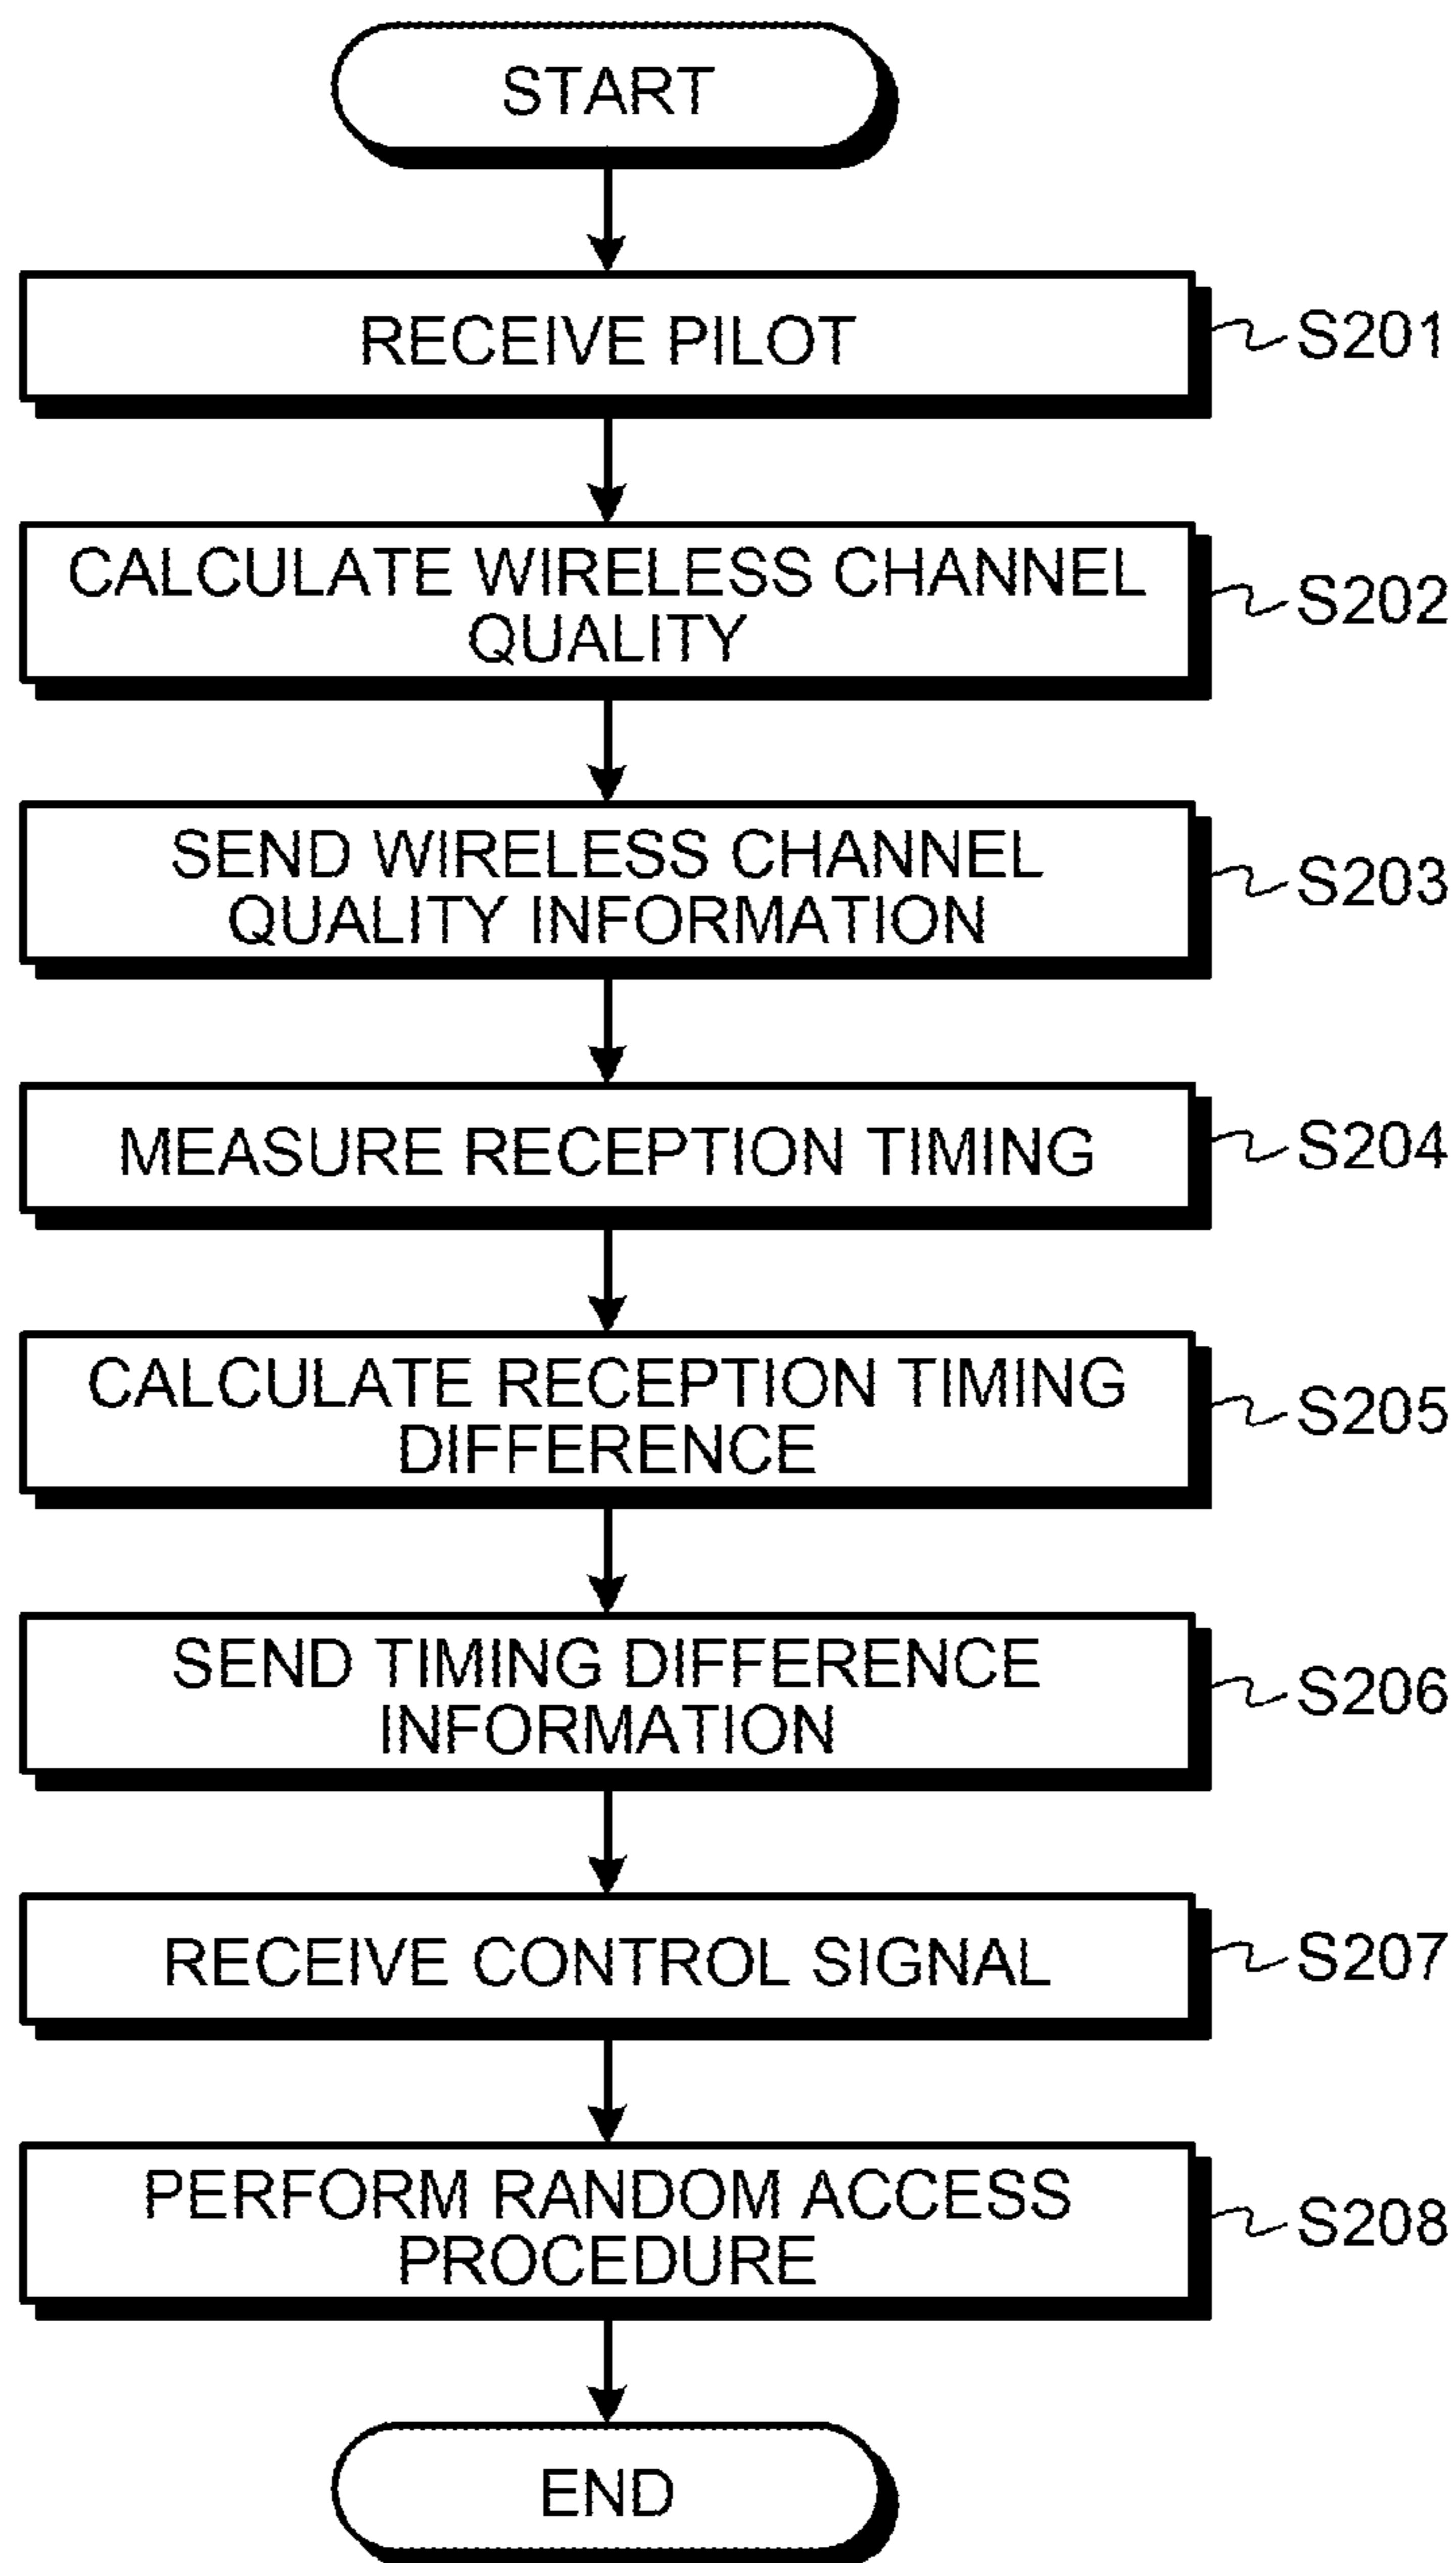 START
RECEIVE PILOT
S201
CALCULATE WIRELESS CHANNEL
QUALITY
S202
SEND WIRELESS CHANNEL
QUALITY INFORMATION
S203
MEASURE RECEPTION TIMING
S204
CALCULATE RECEPTION TIMING
DIFFERENCE
S205
SEND TIMING DIFFERENCE
INFORMATION
S206
RECEIVE CONTROL SIGNAL
S207
PERFORM RANDOM ACCESS
PROCEDURE
S208
END